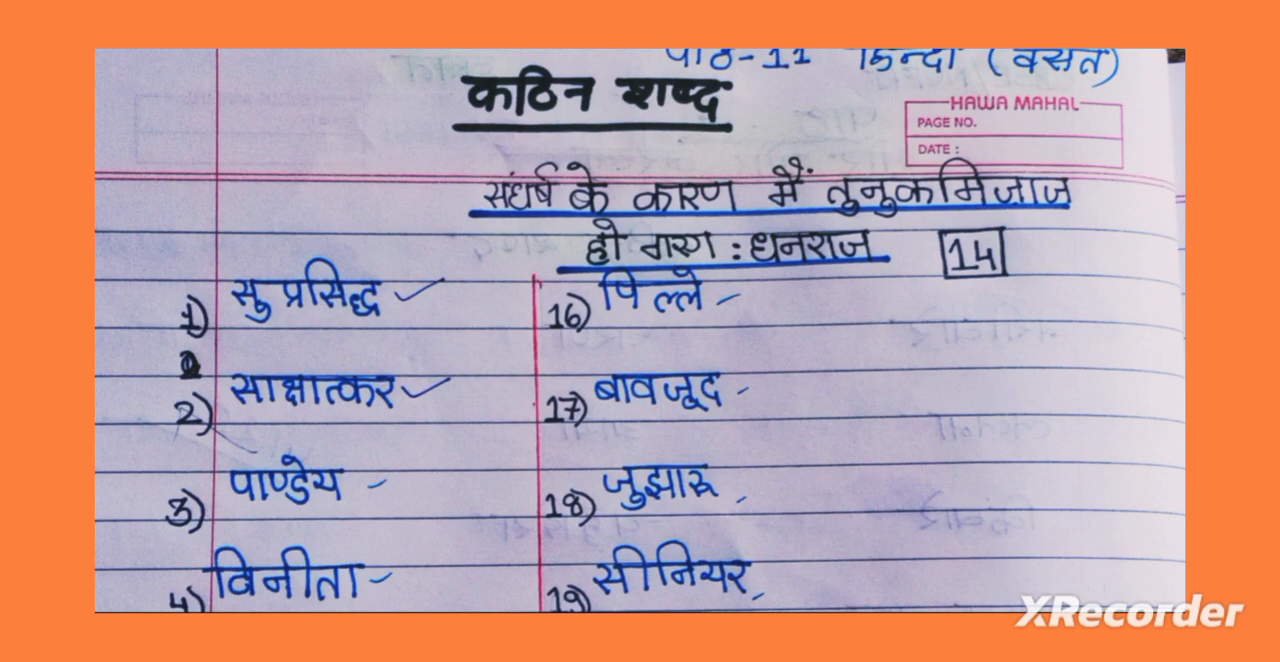 पाठ-11 हिन्दी (वसंत)
कठिन शब्द
HAWA MAHAL
PAGE NO.
DATE :
संघर्ष के कारण मैं तुनुकमिजाज
हो गया : धनराज 14
1) सुप्रसिद्ध
2) साक्षात्कर
3) पाण्डेय
4) विनीता
16) पिल्ले
17) बावजूद
18) जुझारू
19) सीनियर
XRecorder